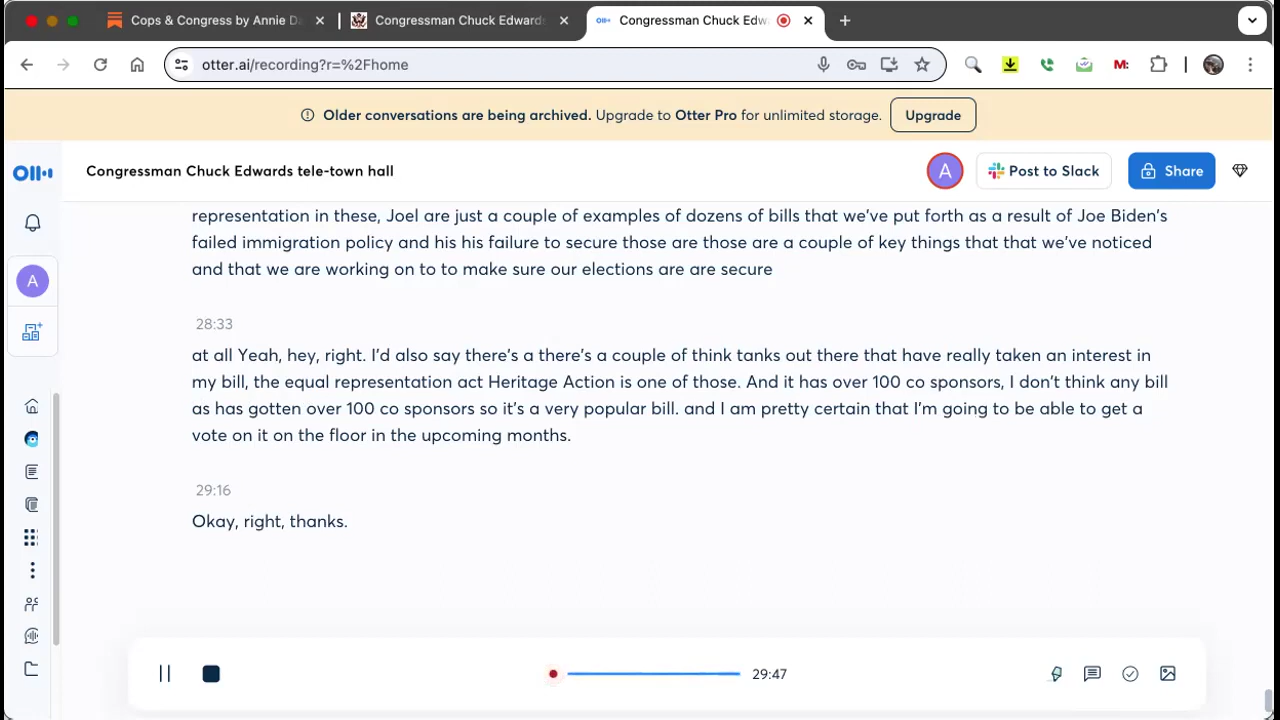 Cops & Congress by Annie Da
Congressman Chuck Edwards
Congressman Chuck Edw
otter.ai/recording?r=%2Fhome
M:
Older conversations are being archived. Upgrade to Otter Pro for unlimited storage.
Upgrade
Congressman Chuck Edwards tele-town hall
A
Post to Slack
Share
A
representation in these, Joel are just a couple of examples of dozens of bills that we've put forth as a result of Joe Biden's
failed immigration policy and his his failure to secure those are those are a couple of key things that that we've noticed
and that we are working on to to make sure our elections are are secure
28:33
at all Yeah, hey, right. I'd also say there's a there's a couple of think tanks out there that have really taken an interest in
my bill, the equal representation act Heritage Action is one of those. And it has over 100 co sponsors, I don't think any bill
as has gotten over 100 co sponsors so it's a very popular bill. and I am pretty certain that I'm going to be able to get a
vote on it on the floor in the upcoming months.
29:16
Okay, right, thanks.
29:47